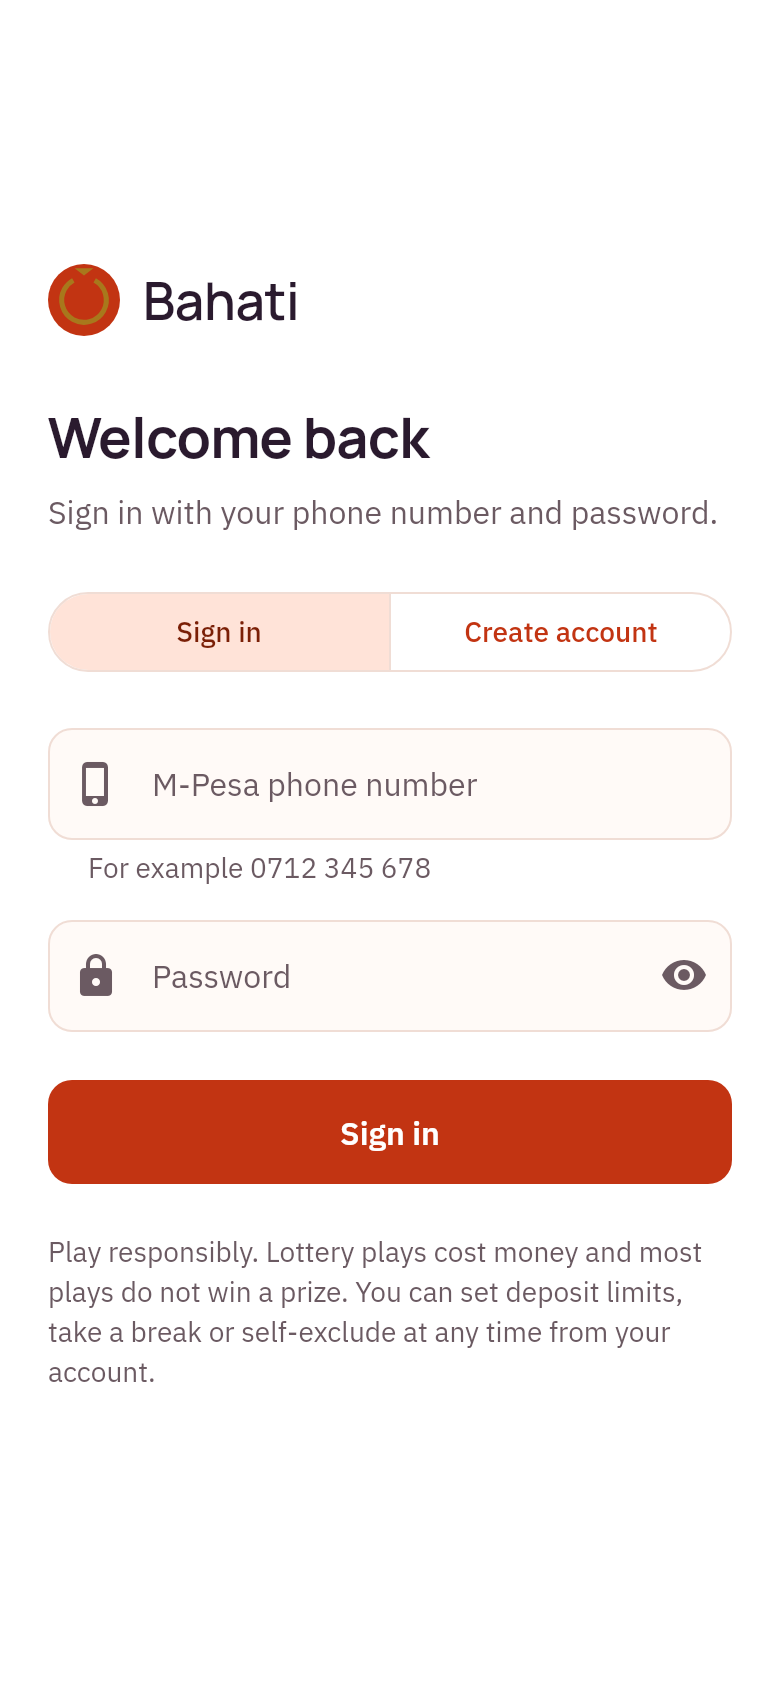 Bahati
Welcome back
Sign in with your phone number and password.
Sign in
Create account
M-Pesa phone number
For example 0712 345 678
Password
Sign in
Play responsibly. Lottery plays cost money and most
plays do not win a prize. You can set deposit limits,
take a break or self-exclude at any time from your
account.